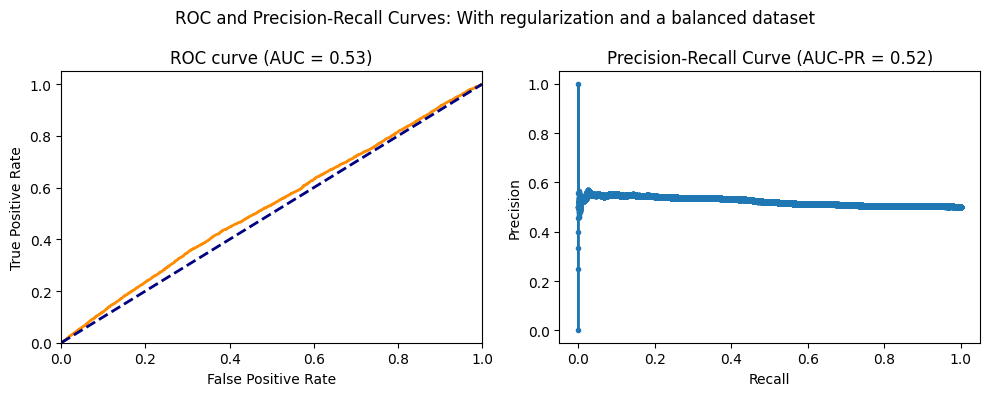 ROC and Precision-Recall Curves: With regularization and a balanced dataset
ROC curve (AUC = 0.53)
1.0
0.8
0.6
0.4
0.2
0.0
True Positive Rate
0.0 0.2 0.4 0.6 0.8 1.0
False Positive Rate
Precision-Recall Curve (AUC-PR = 0.52)
1.0
0.8
0.6
0.4
0.2
0.0
Precision
0.0 0.2 0.4 0.6 0.8 1.0
Recall